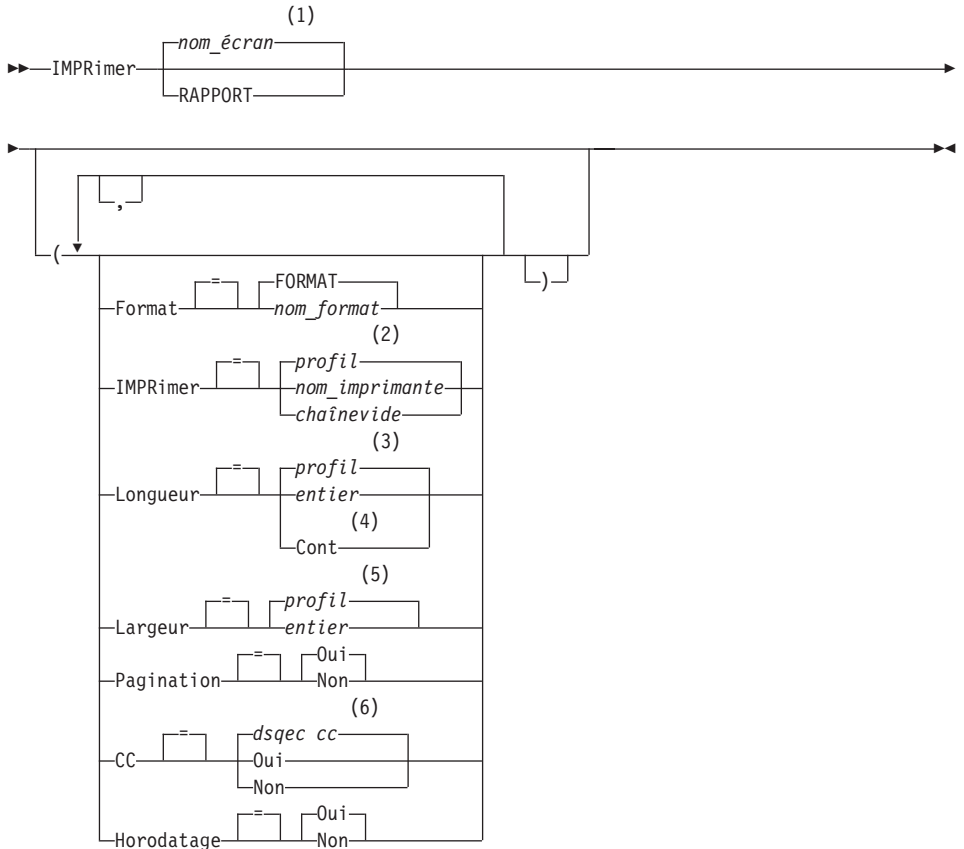 (1)
nom_écran
IMPRimer
RAPPORT
,
(
)
=
FORMAT
Format
nom_format
(2)
=
profil
IMPRimer
nom_imprimante
chaînevide
(3)
=
profil
Longueur
entier
(4)
Cont
(5)
=
profil
Largeur
entier
=
Oui
Pagination
Non
(6)
=
dsqec cc
CC
Oui
Non
=
Oui
Horodatage
Non